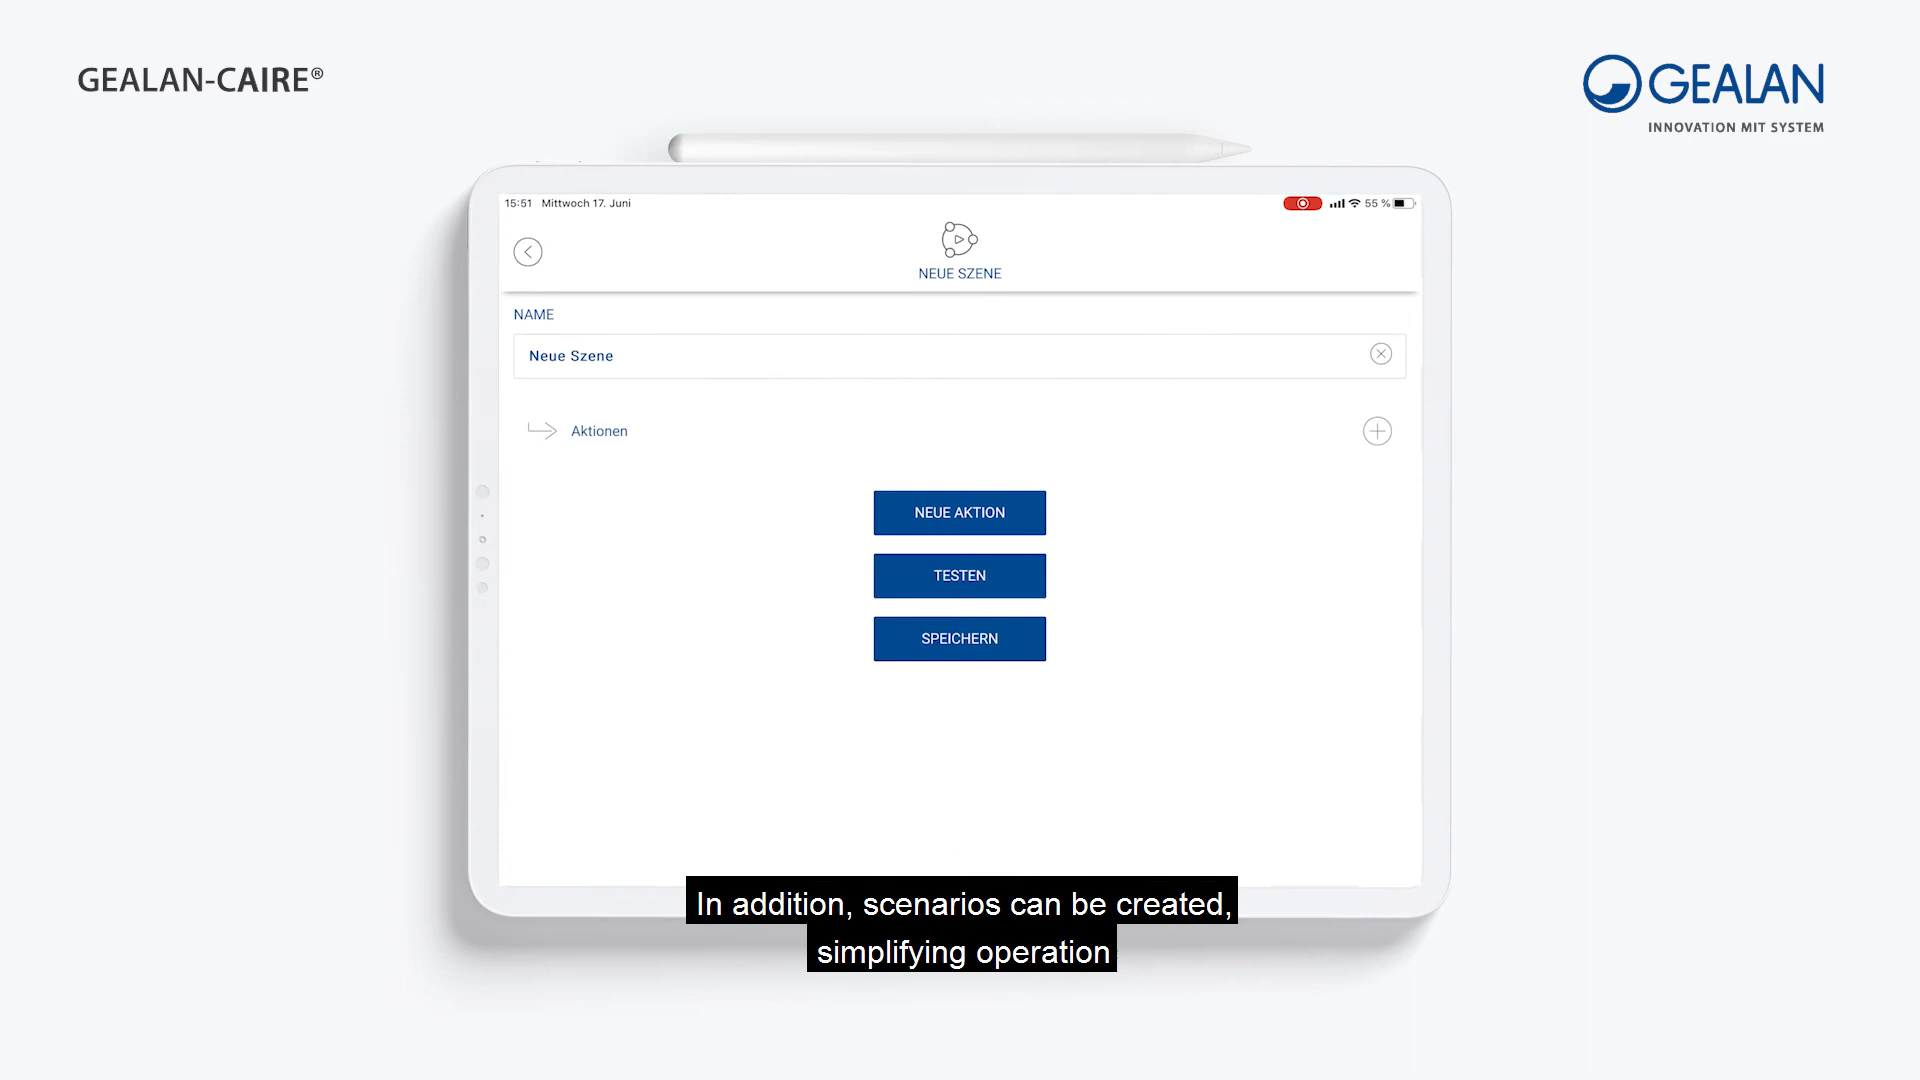 GEALAN-CAIRE®
GEALAN
INNOVATION MIT SYSTEM
15:51 Mittwoch 17. Juni
55 %
NEUE SZENE
NAME
Neue Szene
Aktionen
NEUE AKTION
TESTEN
SPEICHERN
In addition, scenarios can be created,
simplifying operation